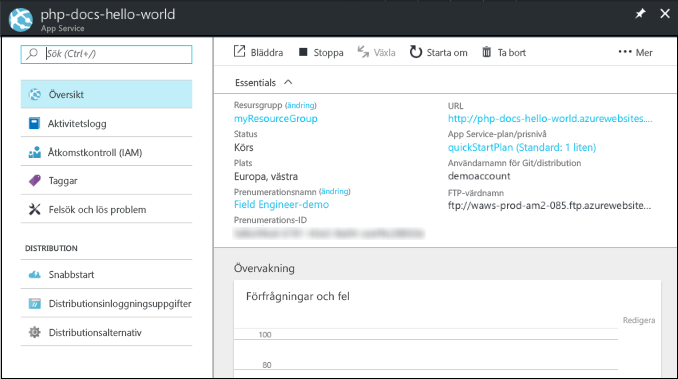 php-docs-hello-world
App Service
Sök (Ctrl+/)
Översikt
Aktivitetslogg
Åtkomstkontroll (IAM)
Taggar
Felsök och lös problem
DISTRIBUTION
Snabbstart
Distributionsinloggningsuppgifter
Distributionsalternativ
Bläddra
Stoppa
Växla
Starta om
Ta bort
··· Mer
Essentials
Resursgrupp (ändring)
myResourceGroup
Status
Körs
Plats
Europa, västra
Prenumerationsnamn (ändring)
Field Engineer-demo
Prenumerations-ID
URL
http://php-docs-hello-world.azurewebsites....
App Service-plan/prisnivå
quickStartPlan (Standard: 1 liten)
Användarnamn för Git/distribution
demoaccount
FTP-värdnamn
ftp://waws-prod-am2-085.ftp.azurewebsite...
Övervakning
Förfrågningar och fel
Redigera
100
80